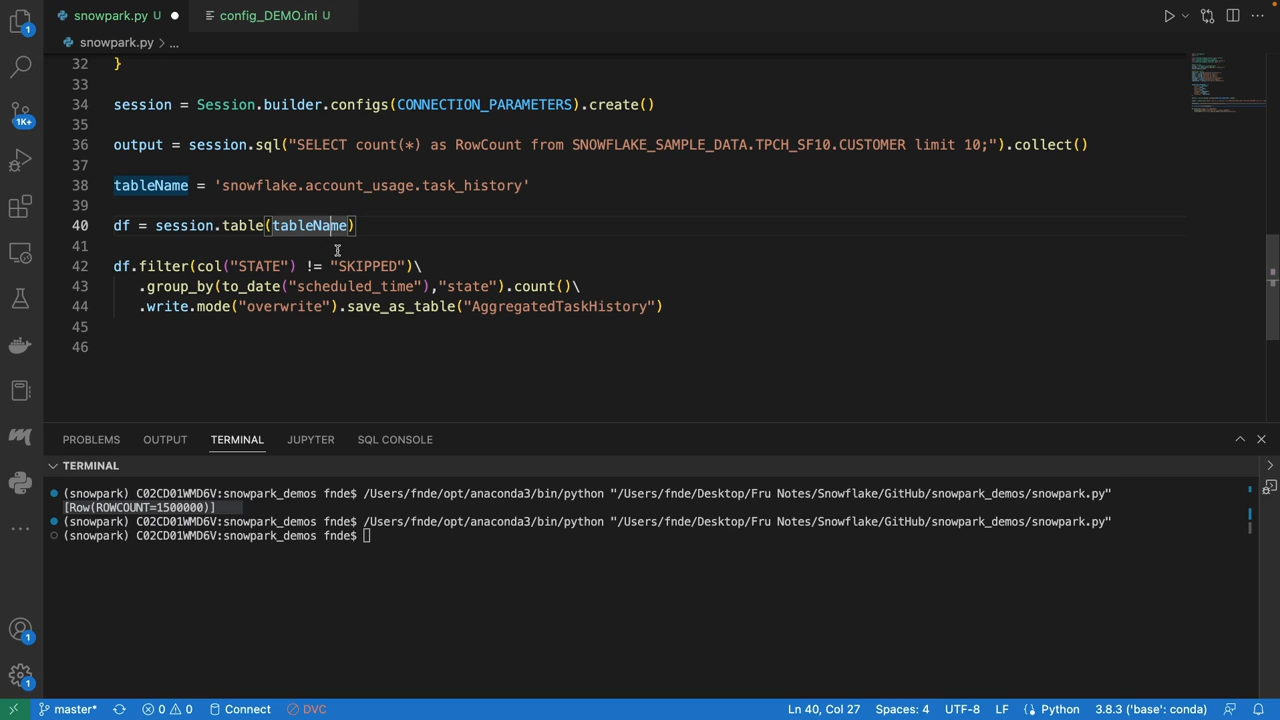 snowpark.py U
config_DEMO.ini U
snowpark.py > ...
32 }
33
34 session = Session.builder.configs(CONNECTION_PARAMETERS).create()
35
36 output = session.sql("SELECT count(*) as RowCount from SNOWFLAKE_SAMPLE_DATA.TPCH_SF10.CUSTOMER limit 10;").collect()
37
38 tableName = 'snowflake.account_usage.task_history'
39
40 df = session.table(tableName)
41
42 df.filter(col("STATE") != "SKIPPED")\
43 .group_by(to_date("scheduled_time"),"state").count()\
44 .write.mode("overwrite").save_as_table("AggregatedTaskHistory")
45
46
1
1K+
1
1
PROBLEMS OUTPUT TERMINAL JUPYTER SQL CONSOLE
TERMINAL
(snowpark) C02CD01WMD6V:snowpark_demos fnde$ /Users/fnde/opt/anaconda3/bin/python "/Users/fnde/Desktop/Fru Notes/Snowflake/GitHub/snowpark_demos/snowpark.py"
[Row(ROWCOUNT=1500000)]
(snowpark) C02CD01WMD6V:snowpark_demos fnde$ /Users/fnde/opt/anaconda3/bin/python "/Users/fnde/Desktop/Fru Notes/Snowflake/GitHub/snowpark_demos/snowpark.py"
(snowpark) C02CD01WMD6V:snowpark_demos fnde$
master* 0 0 Connect DVC Ln 40, Col 27 Spaces: 4 UTF-8 LF Python 3.8.3 ('base': conda)